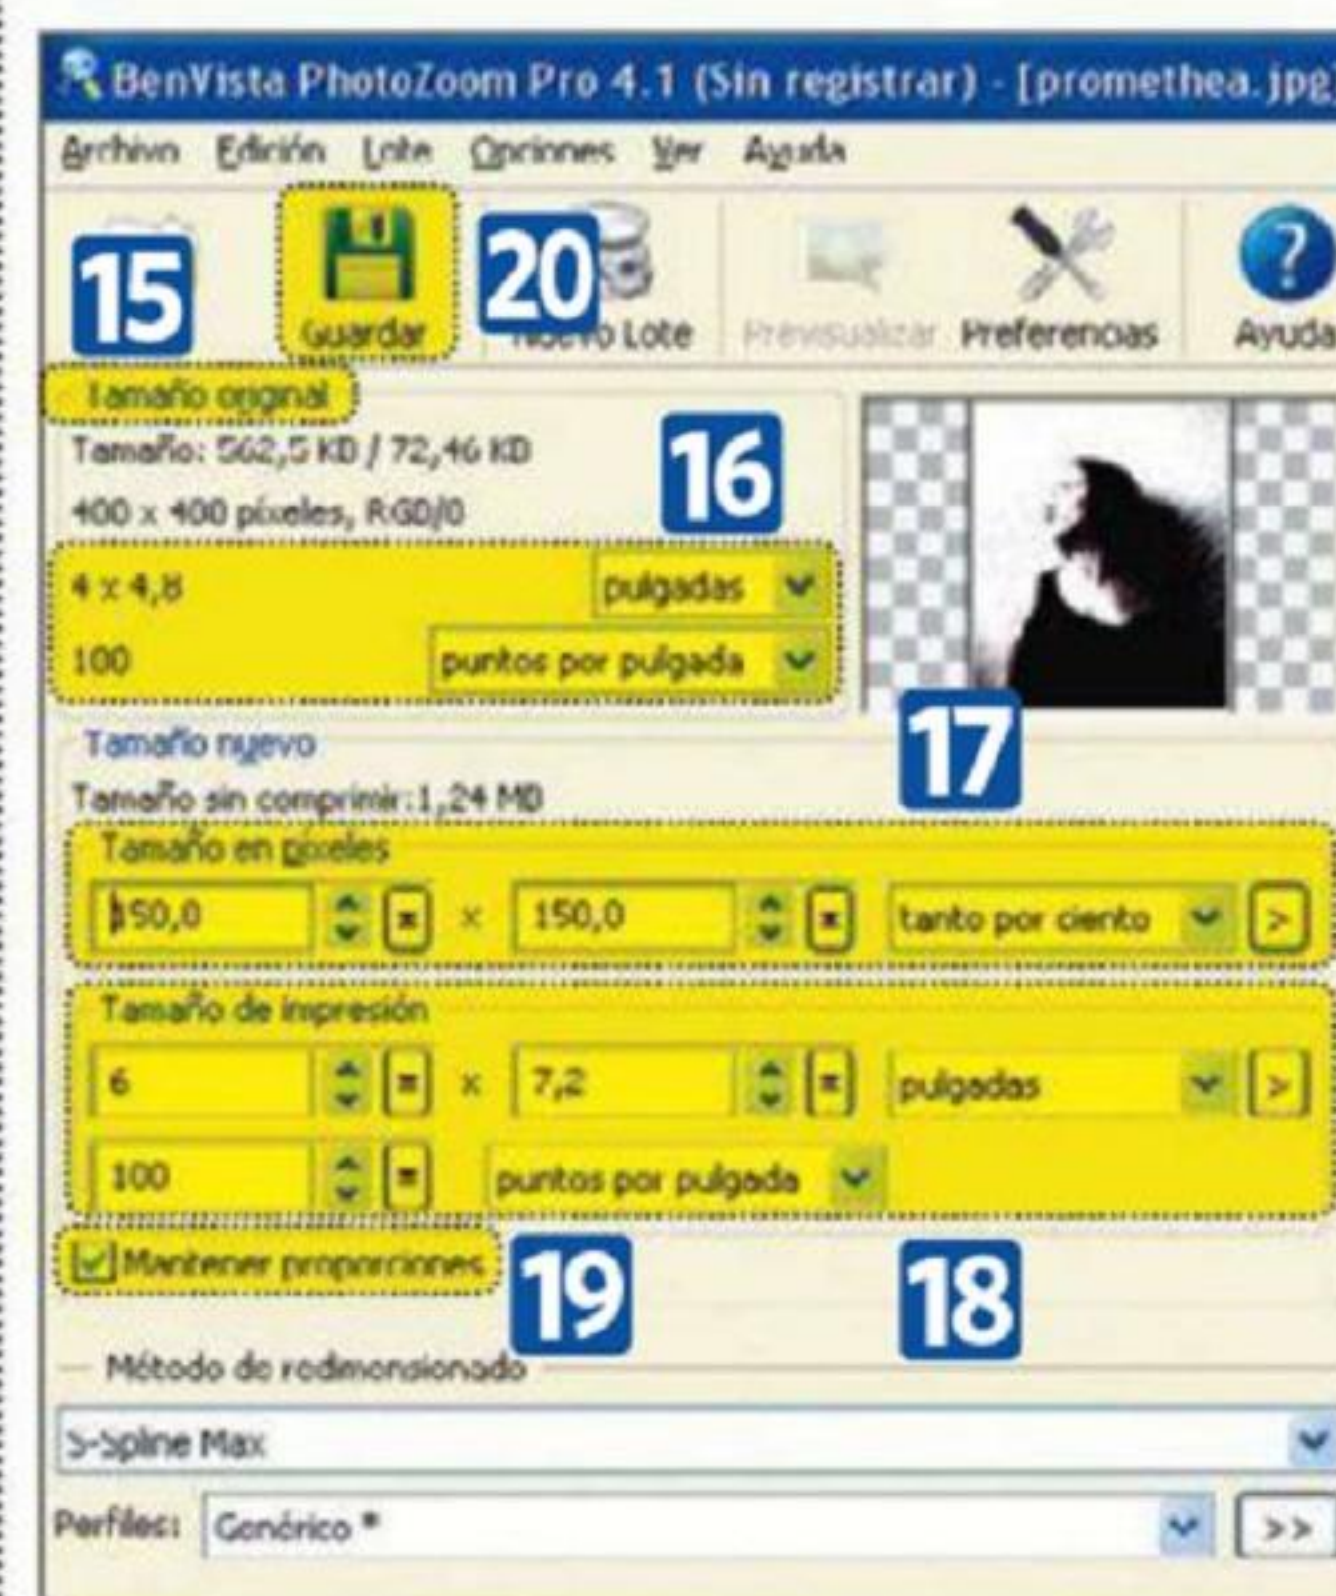 BenVista PhotoZoom Pro 4.1 (Sin registrar) - [promethea.jpg]
Archivo Edición Lote Opciones Ver Ayuda
15 Guardar 20 Nuevo Lote Previsualizar Preferencias Ayuda
Tamaño original
16
Tamaño: 562,5 KB / 72,46 KB
400 x 400 píxeles, RGB/8
4 x 4,8 pulgadas
100 puntos por pulgada
17
Tamaño nuevo
Tamaño sin comprimir:1,24 MB
Tamaño en píxeles
150,0 = x 150,0 = tanto por ciento >
Tamaño de impresión
6 = x 7,2 = pulgadas >
100 = puntos por pulgada
Mantener proporciones
19 18
Método de redimensionado
S-Spline Max
Perfiles: Genérico * >>